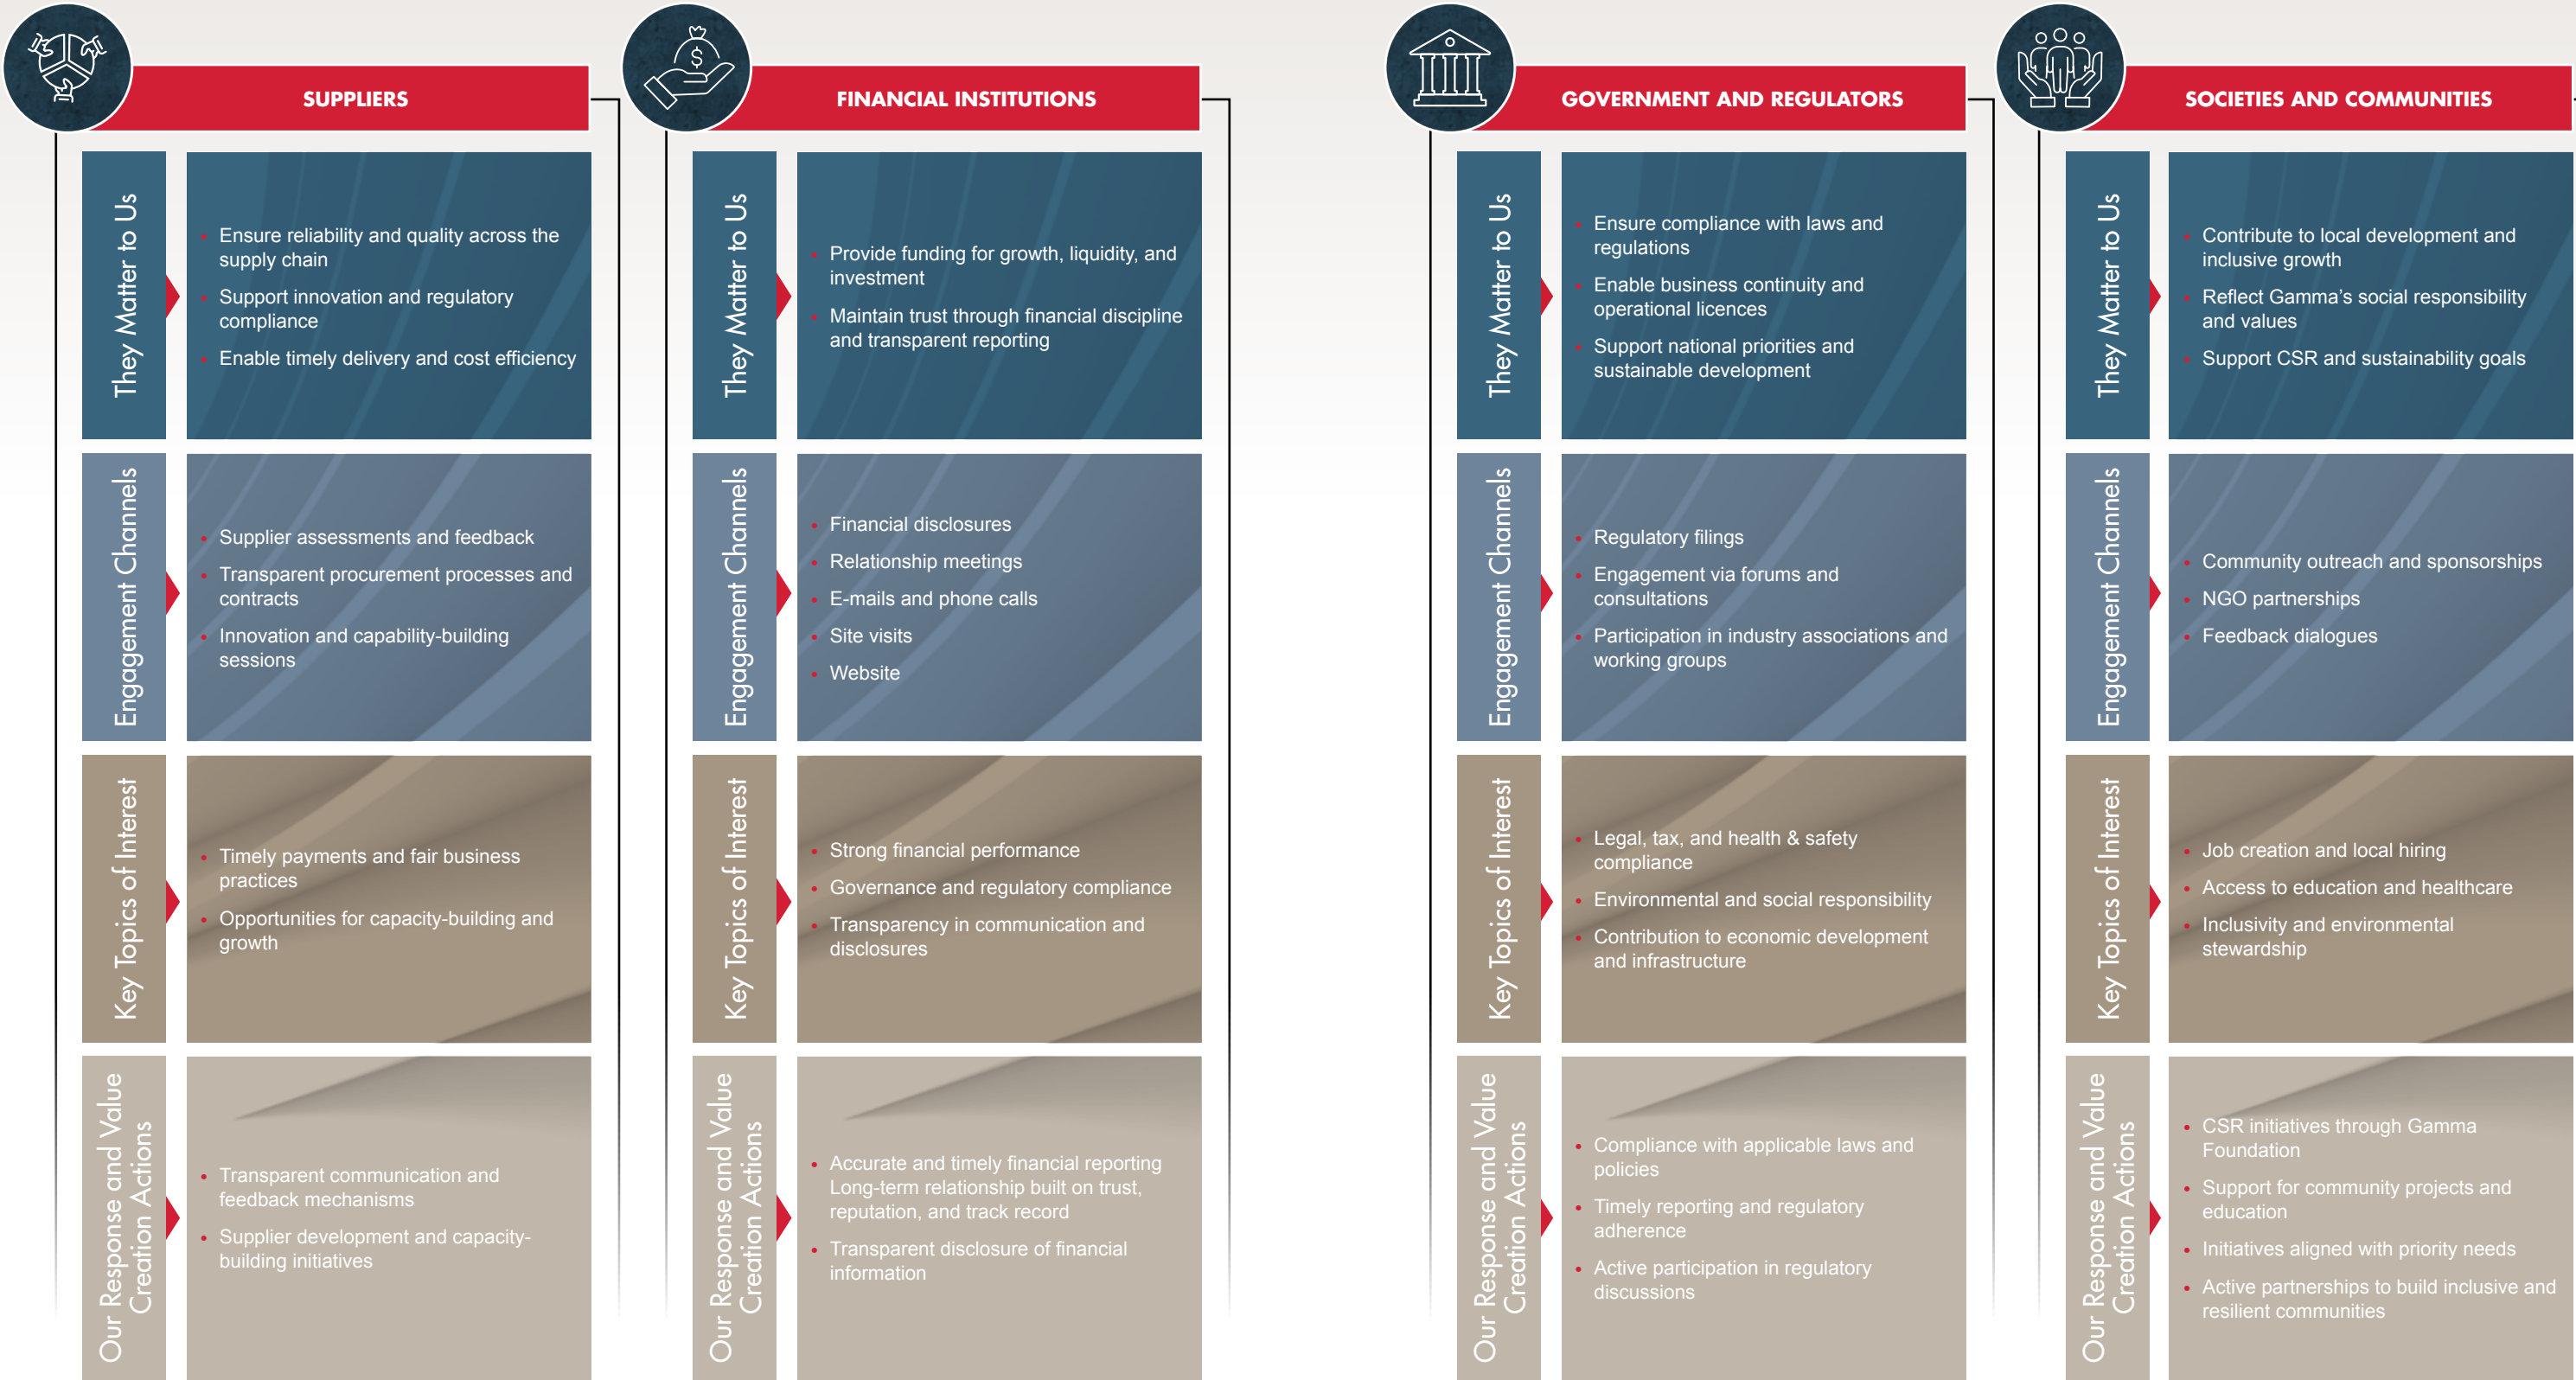 SUPPLIERS
They Matter to Us
Ensure reliability and quality across the
supply chain
Support innovation and regulatory
compliance
Enable timely delivery and cost efficiency
Engagement Channels
Supplier assessments and feedback
Transparent procurement processes and
contracts
Innovation and capability-building
sessions
Key Topics of Interest
Timely payments and fair business
practices
Opportunities for capacity-building and
growth
Our Response and Value
Creation Actions
Transparent communication and
feedback mechanisms
Supplier development and capacity-
building initiatives
FINANCIAL INSTITUTIONS
They Matter to Us
Provide funding for growth, liquidity, and
investment
Maintain trust through financial discipline
and transparent reporting
Engagement Channels
Financial disclosures
Relationship meetings
E-mails and phone calls
Site visits
Website
Key Topics of Interest
Strong financial performance
Governance and regulatory compliance
Transparency in communication and
disclosures
Our Response and Value
Creation Actions
Accurate and timely financial reporting
Long-term relationship built on trust,
reputation, and track record
Transparent disclosure of financial
information
GOVERNMENT AND REGULATORS
They Matter to Us
Ensure compliance with laws and
regulations
Enable business continuity and
operational licences
Support national priorities and
sustainable development
Engagement Channels
Regulatory filings
Engagement via forums and
consultations
Participation in industry associations and
working groups
Key Topics of Interest
Legal, tax, and health & safety
compliance
Environmental and social responsibility
Contribution to economic development
and infrastructure
Our Response and Value
Creation Actions
Compliance with applicable laws and
policies
Timely reporting and regulatory
adherence
Active participation in regulatory
discussions
SOCIETIES AND COMMUNITIES
They Matter to Us
Contribute to local development and
inclusive growth
Reflect Gamma’s social responsibility
and values
Support CSR and sustainability goals
Engagement Channels
Community outreach and sponsorships
NGO partnerships
Feedback dialogues
Key Topics of Interest
Job creation and local hiring
Access to education and healthcare
Inclusivity and environmental
stewardship
Our Response and Value
Creation Actions
CSR initiatives through Gamma
Foundation
Support for community projects and
education
Initiatives aligned with priority needs
Active partnerships to build inclusive and
resilient communities